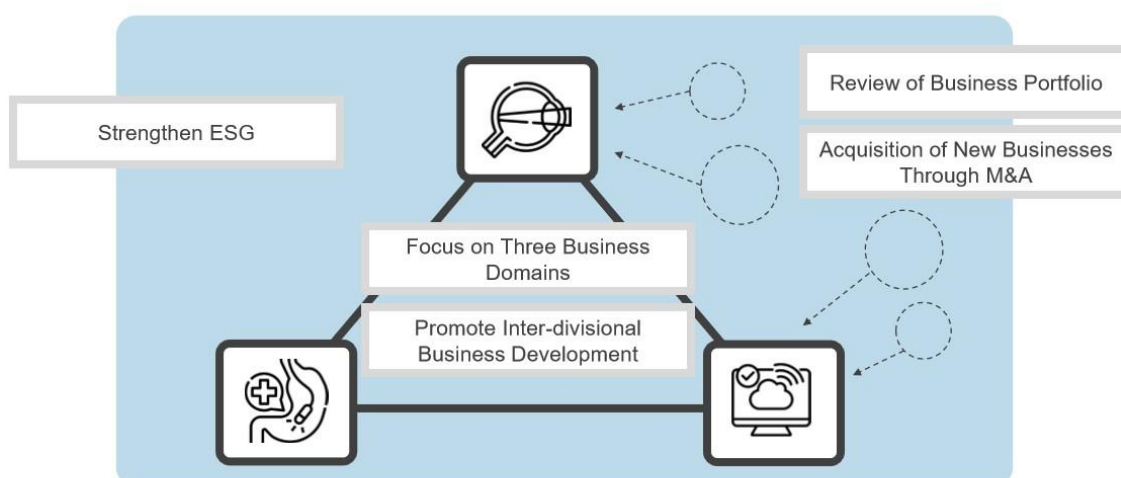 Strengthen ESG
Review of Business Portfolio
Acquisition of New Businesses
Through M&A
Focus on Three Business
Domains
Promote Inter-divisional
Business Development